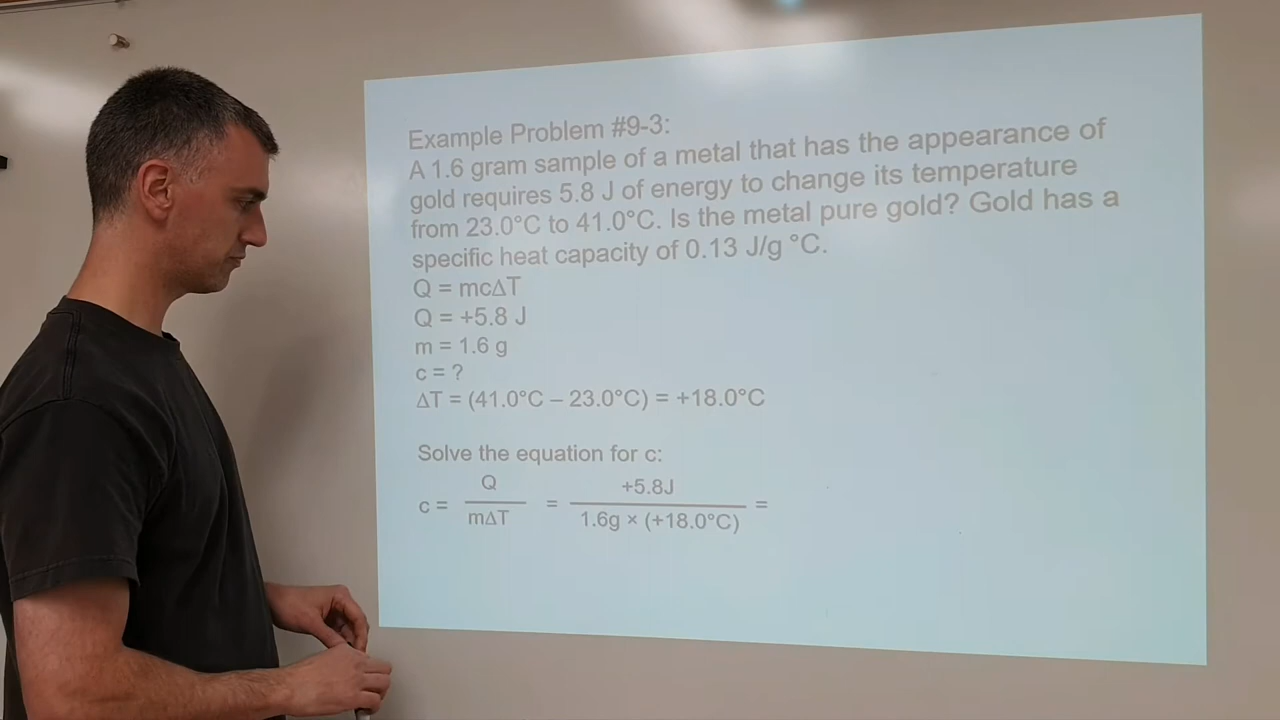 Example Problem #9-3:
A 1.6 gram sample of a metal that has the appearance of
gold requires 5.8 J of energy to change its temperature
from 23.0°C to 41.0°C. Is the metal pure gold? Gold has a
specific heat capacity of 0.13 J/g °C.
Q = mcΔT
Q = +5.8 J
m = 1.6 g
c = ?
ΔT = (41.0°C – 23.0°C) = +18.0°C
Solve the equation for c:
Q +5.8J
c = = =
mΔT 1.6g × (+18.0°C)